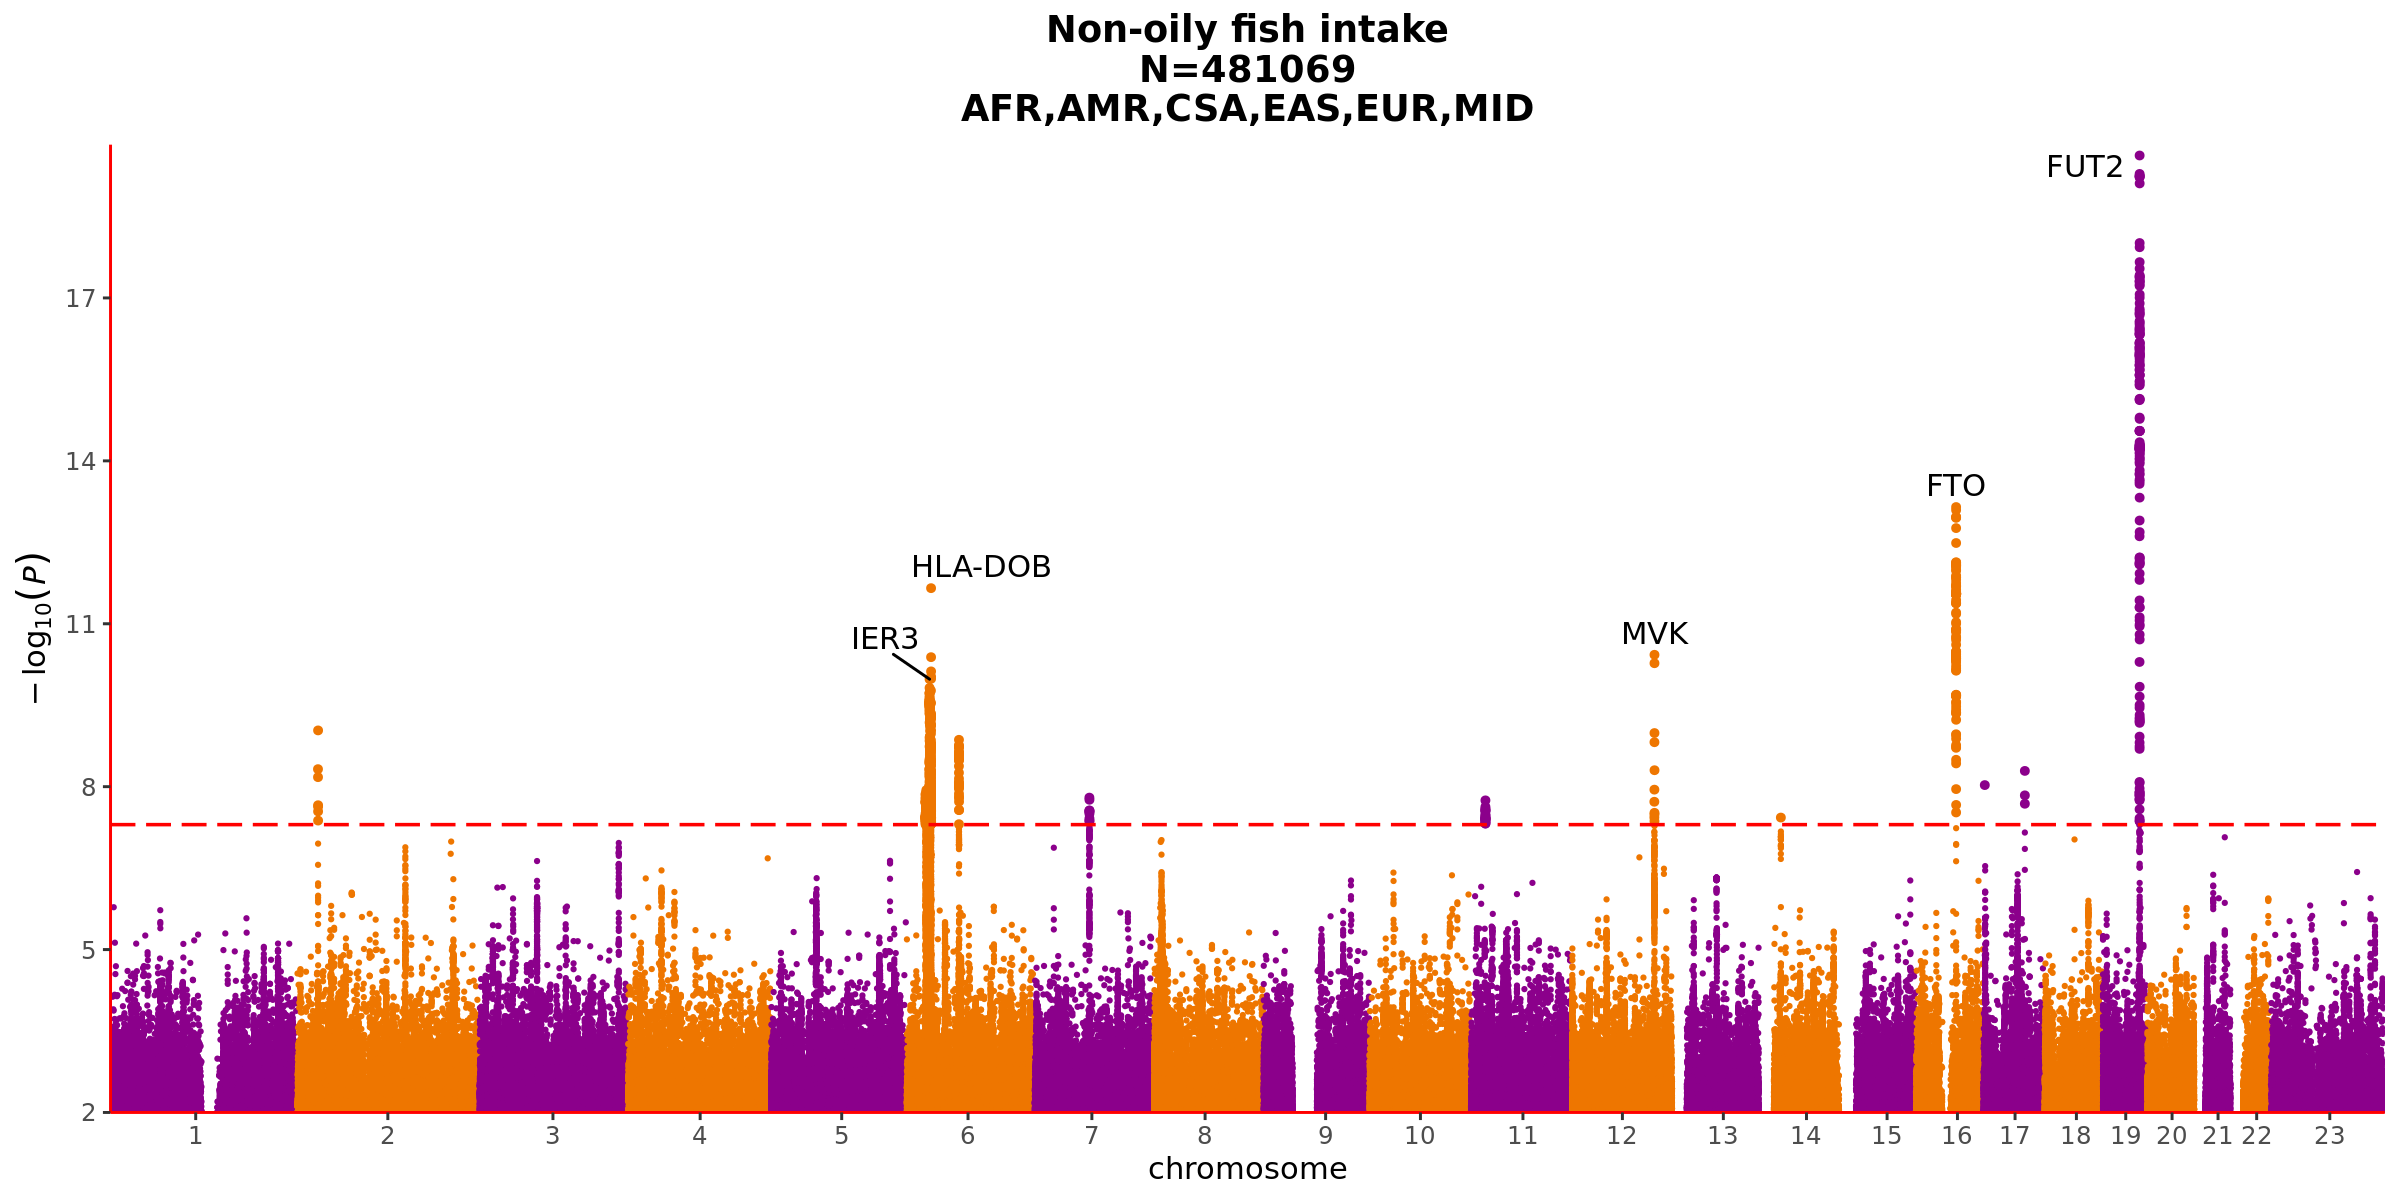 Non-oily fish intake
N=481069
AFR,AMR,CSA,EAS,EUR,MID
FUT2
17
14
FTO
HLA-DOB
11
IER3
MVK
8
5
2
−log10(P)
1 2 3 4 5 6 7 8 9 10 11 12 13 14 15 16 17 18 19 20 21 22 23
chromosome